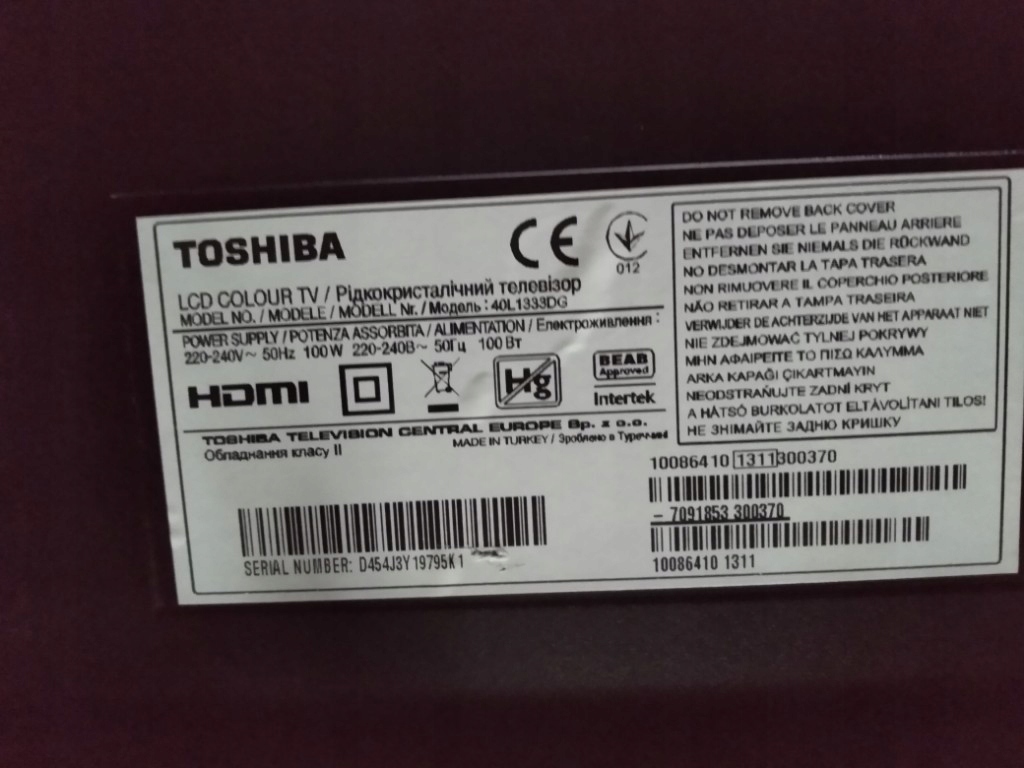 TOSHIBA
CE
012
LCD COLOUR TV / Рідкокристалічний телевізор
MODEL NO. / MODELE / MODELL Nr. / Модель : 40L1333DG
POWER SUPPLY / POTENZA ASSORBITA / ALIMENTATION / Електроживлення :
220-240V~ 50Hz 100W 220-240В~ 50Гц 100 Вт
HDMI
Hg
BEAB
Approved
Intertek
TOSHIBA TELEVISION CENTRAL EUROPE Sp. z o.o.
MADE IN TURKEY / Зроблено в Туреччині
Обладнання класу II
SERIAL NUMBER: D454J3Y19795K1
DO NOT REMOVE BACK COVER
NE PAS DEPOSER LE PANNEAU ARRIERE
ENTFERNEN SIE NIEMALS DIE RÜCKWAND
NO DESMONTAR LA TAPA TRASERA
NON RIMUOVERE IL COPERCHIO POSTERIORE
NÃO RETIRAR A TAMPA TRASEIRA
VERWIJDER DE ACHTERZIJDE VAN HET APPARAAT NIET
NIE ZDEJMOWAĆ TYLNEJ POKRYWY
ΜΗΝ ΑΦΑΙΡΕΙΤΕ ΤΟ ΠΙΣΩ ΚΑΛΥΜΜΑ
ARKA KAPAĞI ÇIKARTMAYIN
NEODSTRAŇUJTE ZADNÍ KRYT
A HÁTSÓ BURKOLATOT ELTÁVOLÍTANI TILOS!
НЕ ЗНІМАЙТЕ ЗАДНЮ КРИШКУ
10086410 1311 300370
- 7091853 300370
10086410 1311